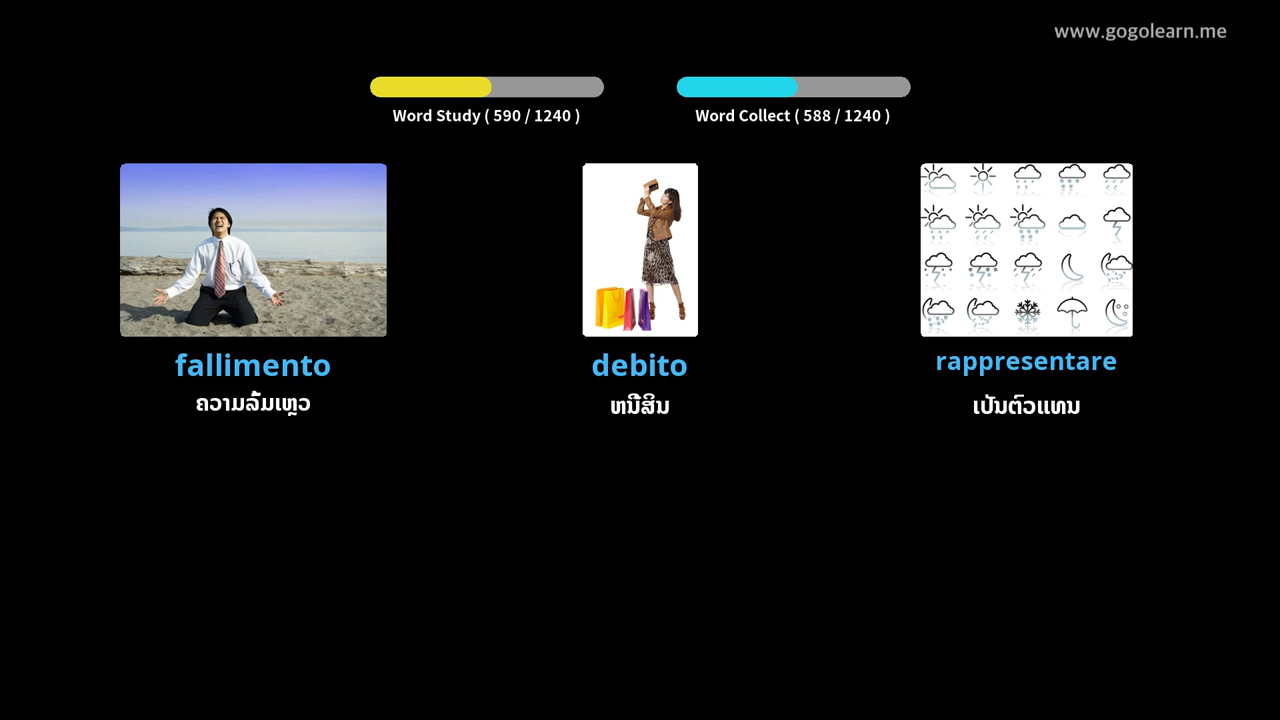 www.gogolearn.me
Word Study ( 590 / 1240 )
Word Collect ( 588 / 1240 )
fallimento
ຄວາມລົ້ມເຫຼວ
debito
ຫນີ້ສິນ
rappresentare
ເປັນຕົວແທນ